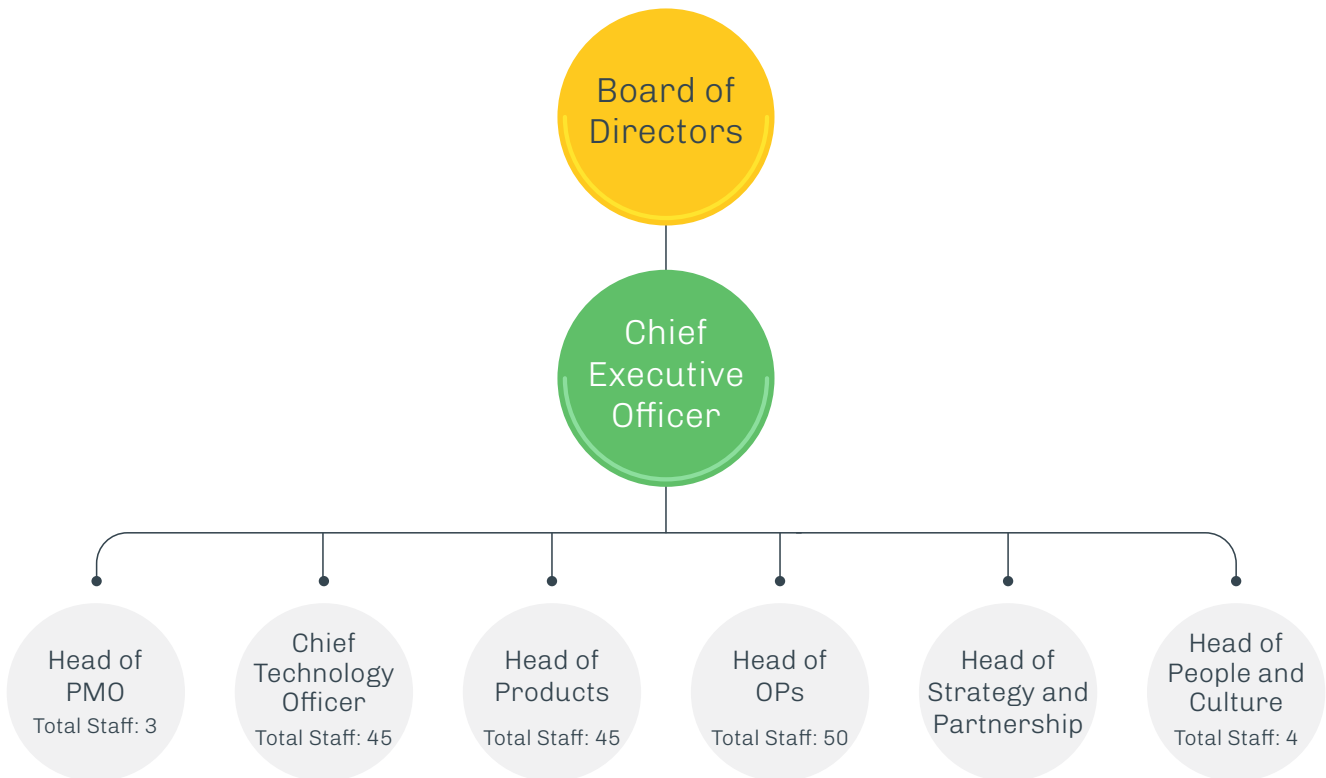 Board of
Directors
Chief
Executive
Officer
Head of
PMO
Total Staff: 3
Chief
Technology
Officer
Total Staff: 45
Head of
Products
Total Staff: 45
Head of
OPs
Total Staff: 50
Head of
Strategy and
Partnership
Head of
People and
Culture
Total Staff: 4